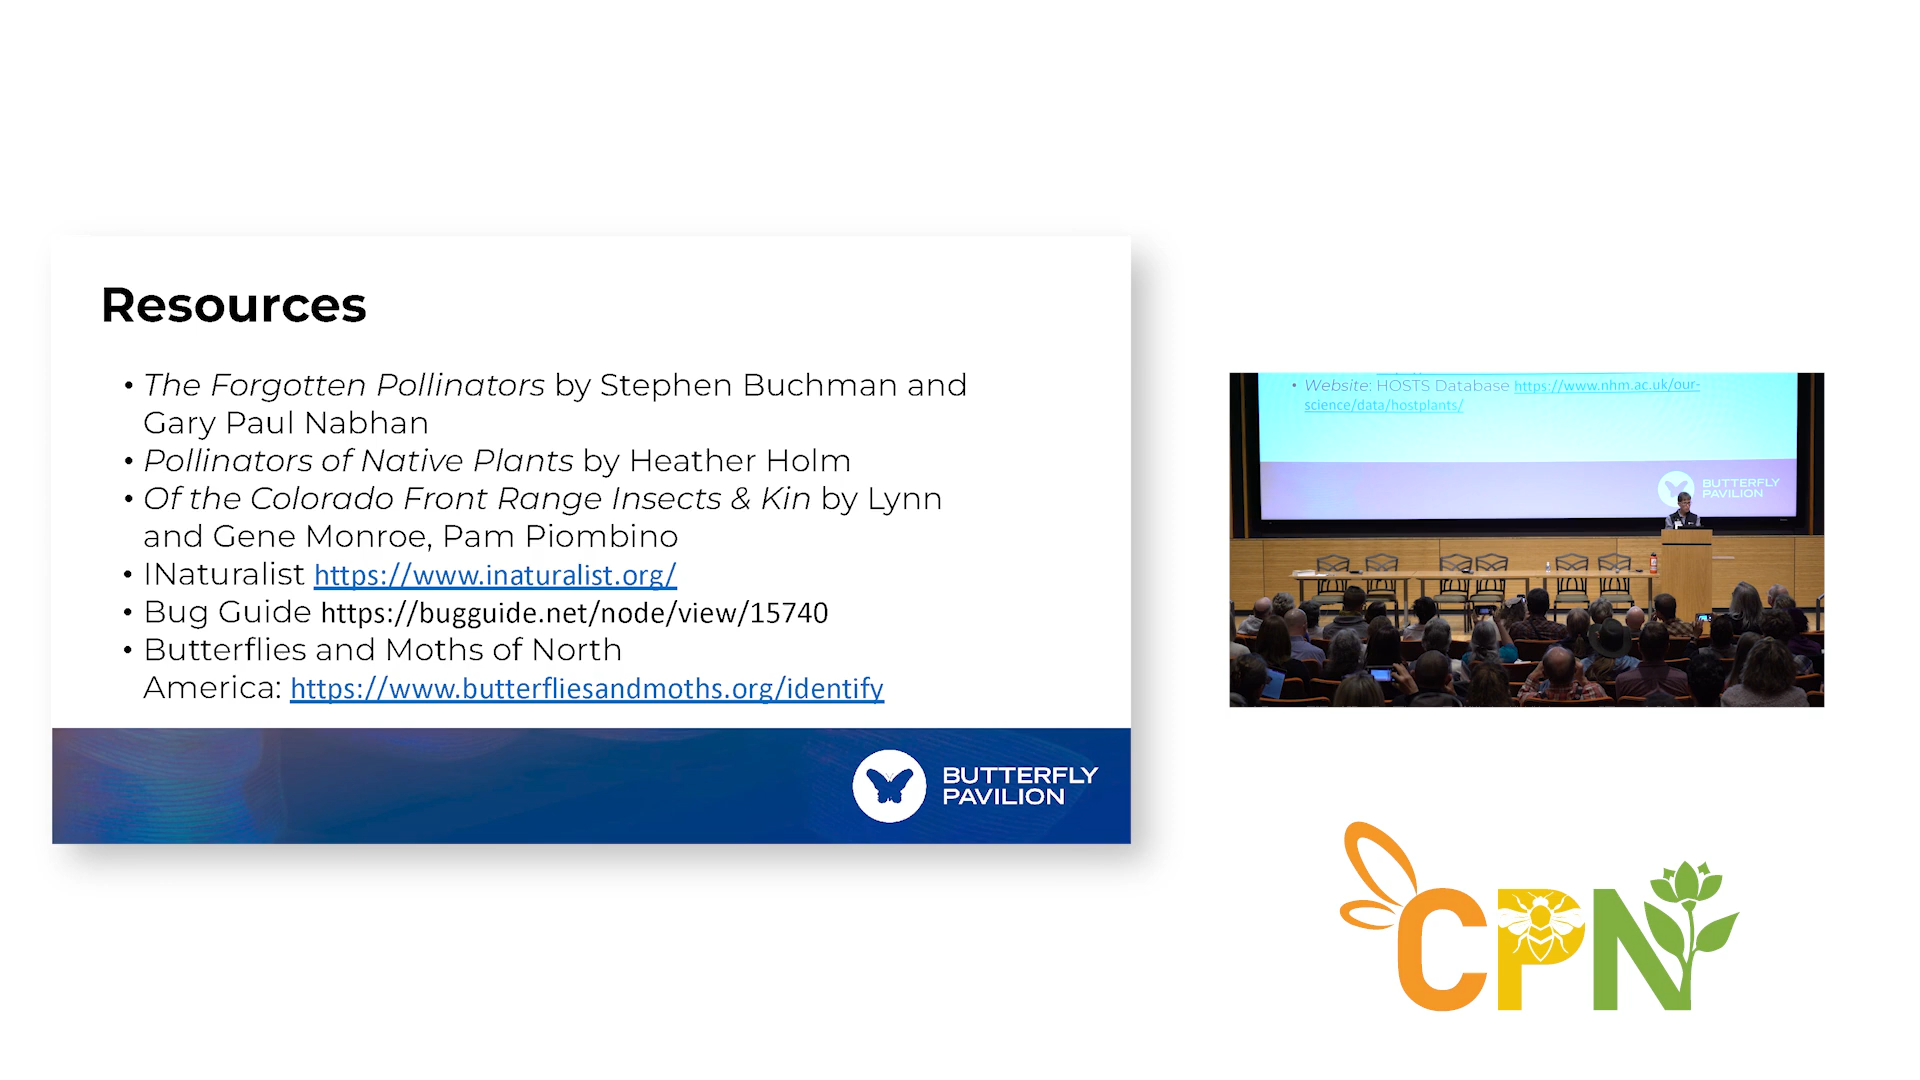 Resources
• The Forgotten Pollinators by Stephen Buchman and
Gary Paul Nabhan
• Pollinators of Native Plants by Heather Holm
• Of the Colorado Front Range Insects & Kin by Lynn
and Gene Monroe, Pam Piombino
• INaturalist https://www.inaturalist.org/
• Bug Guide https://bugguide.net/node/view/15740
• Butterflies and Moths of North
America: https://www.butterfliesandmoths.org/identify
BUTTERFLY
PAVILION
• Website: HOSTS Database https://www.nhm.ac.uk/our-
science/data/hostplants/
BUTTERFLY
PAVILION
CPN